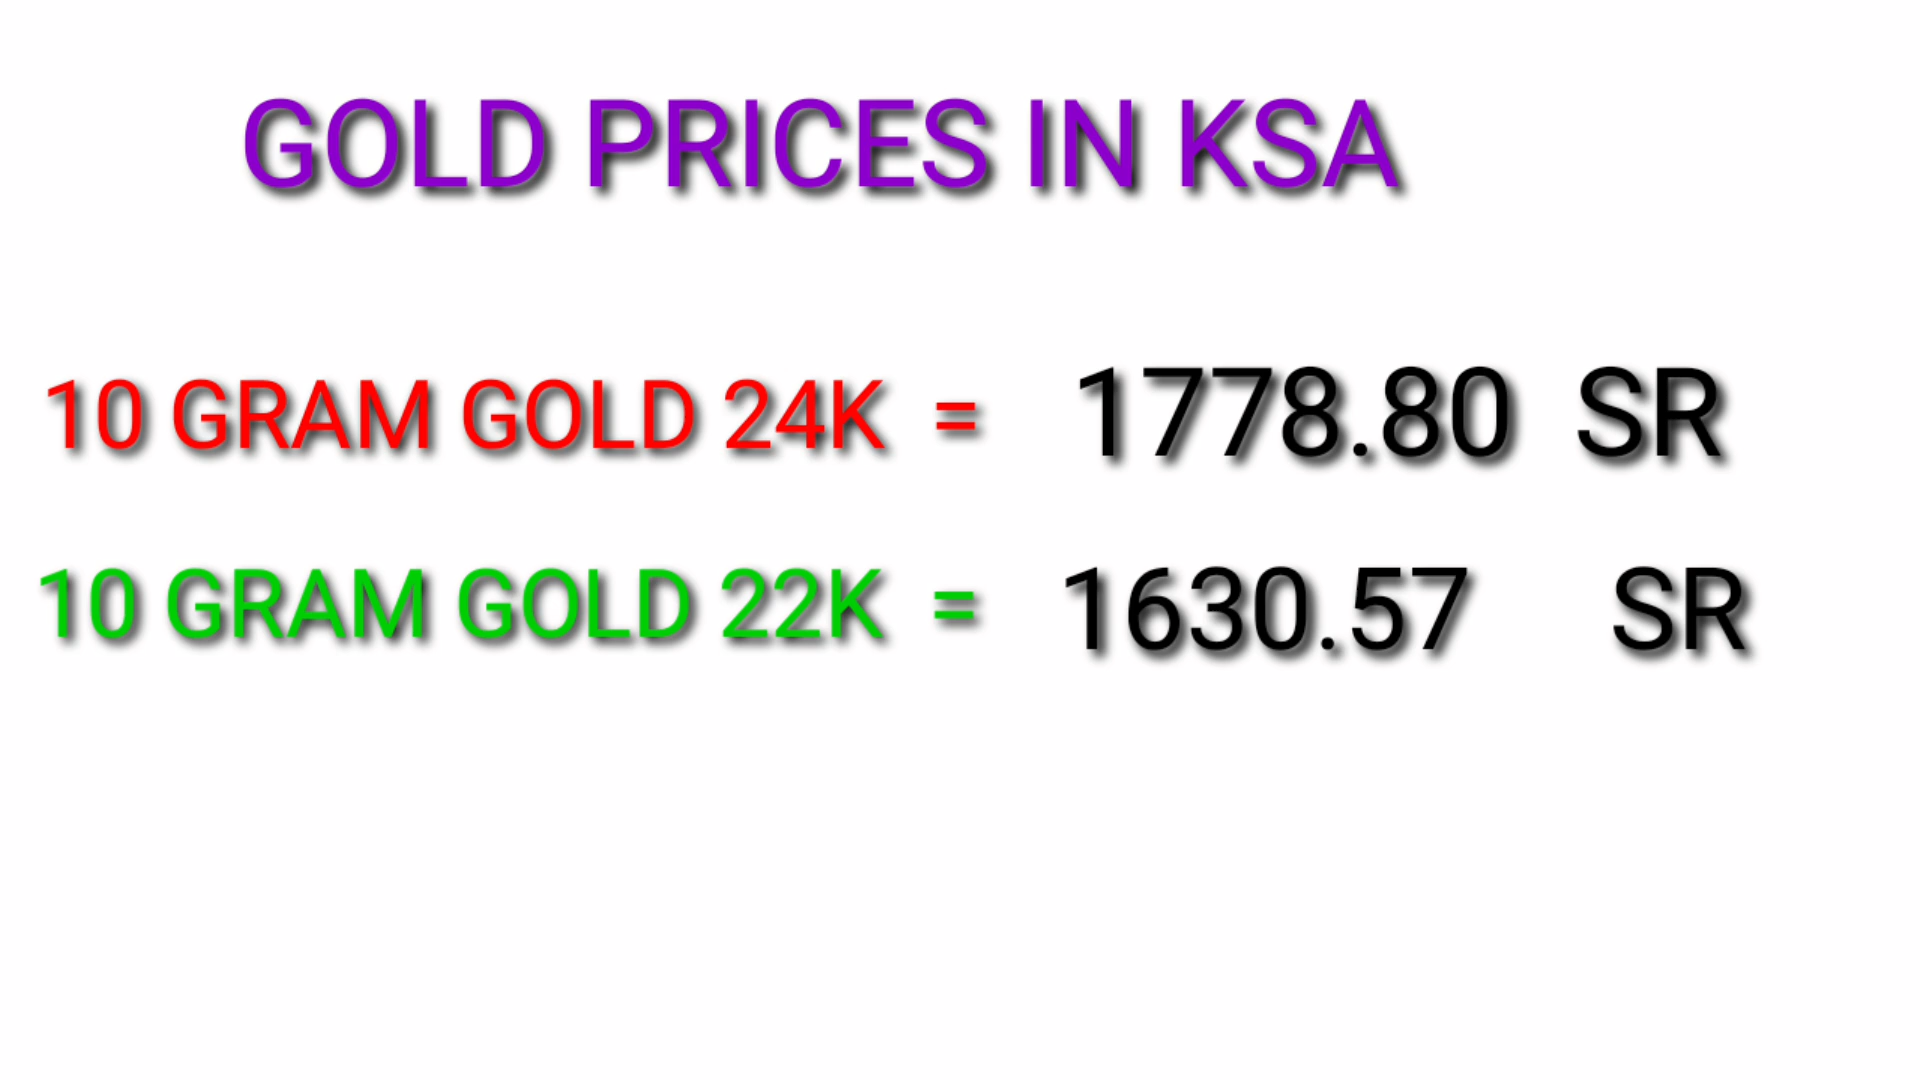 GOLD PRICES IN KSA
10 GRAM GOLD 24K = 1778.80 SR
10 GRAM GOLD 22K = 1630.57 SR